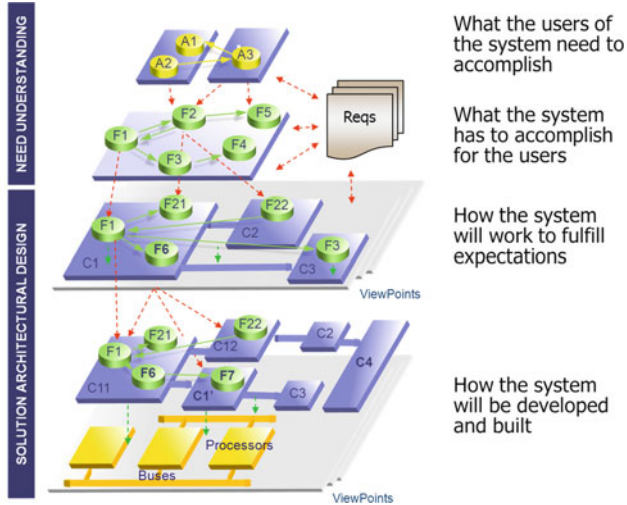 NEED UNDERSTANDING
A1
A2
A3
What the users of
the system need to
accomplish
Reqs
F1
F2
F5
F3
F4
What the system
has to accomplish
for the users
SOLUTION ARCHITECTURAL DESIGN
F21
F22
F1
F6
C2
F3
C1
C3
ViewPoints
How the system
will work to fulfill
expectations
F21
F22
C2
F1
C12
C4
F6
F7
C11
C1'
C3
Processors
Buses
ViewPoints
How the system
will be developed
and built